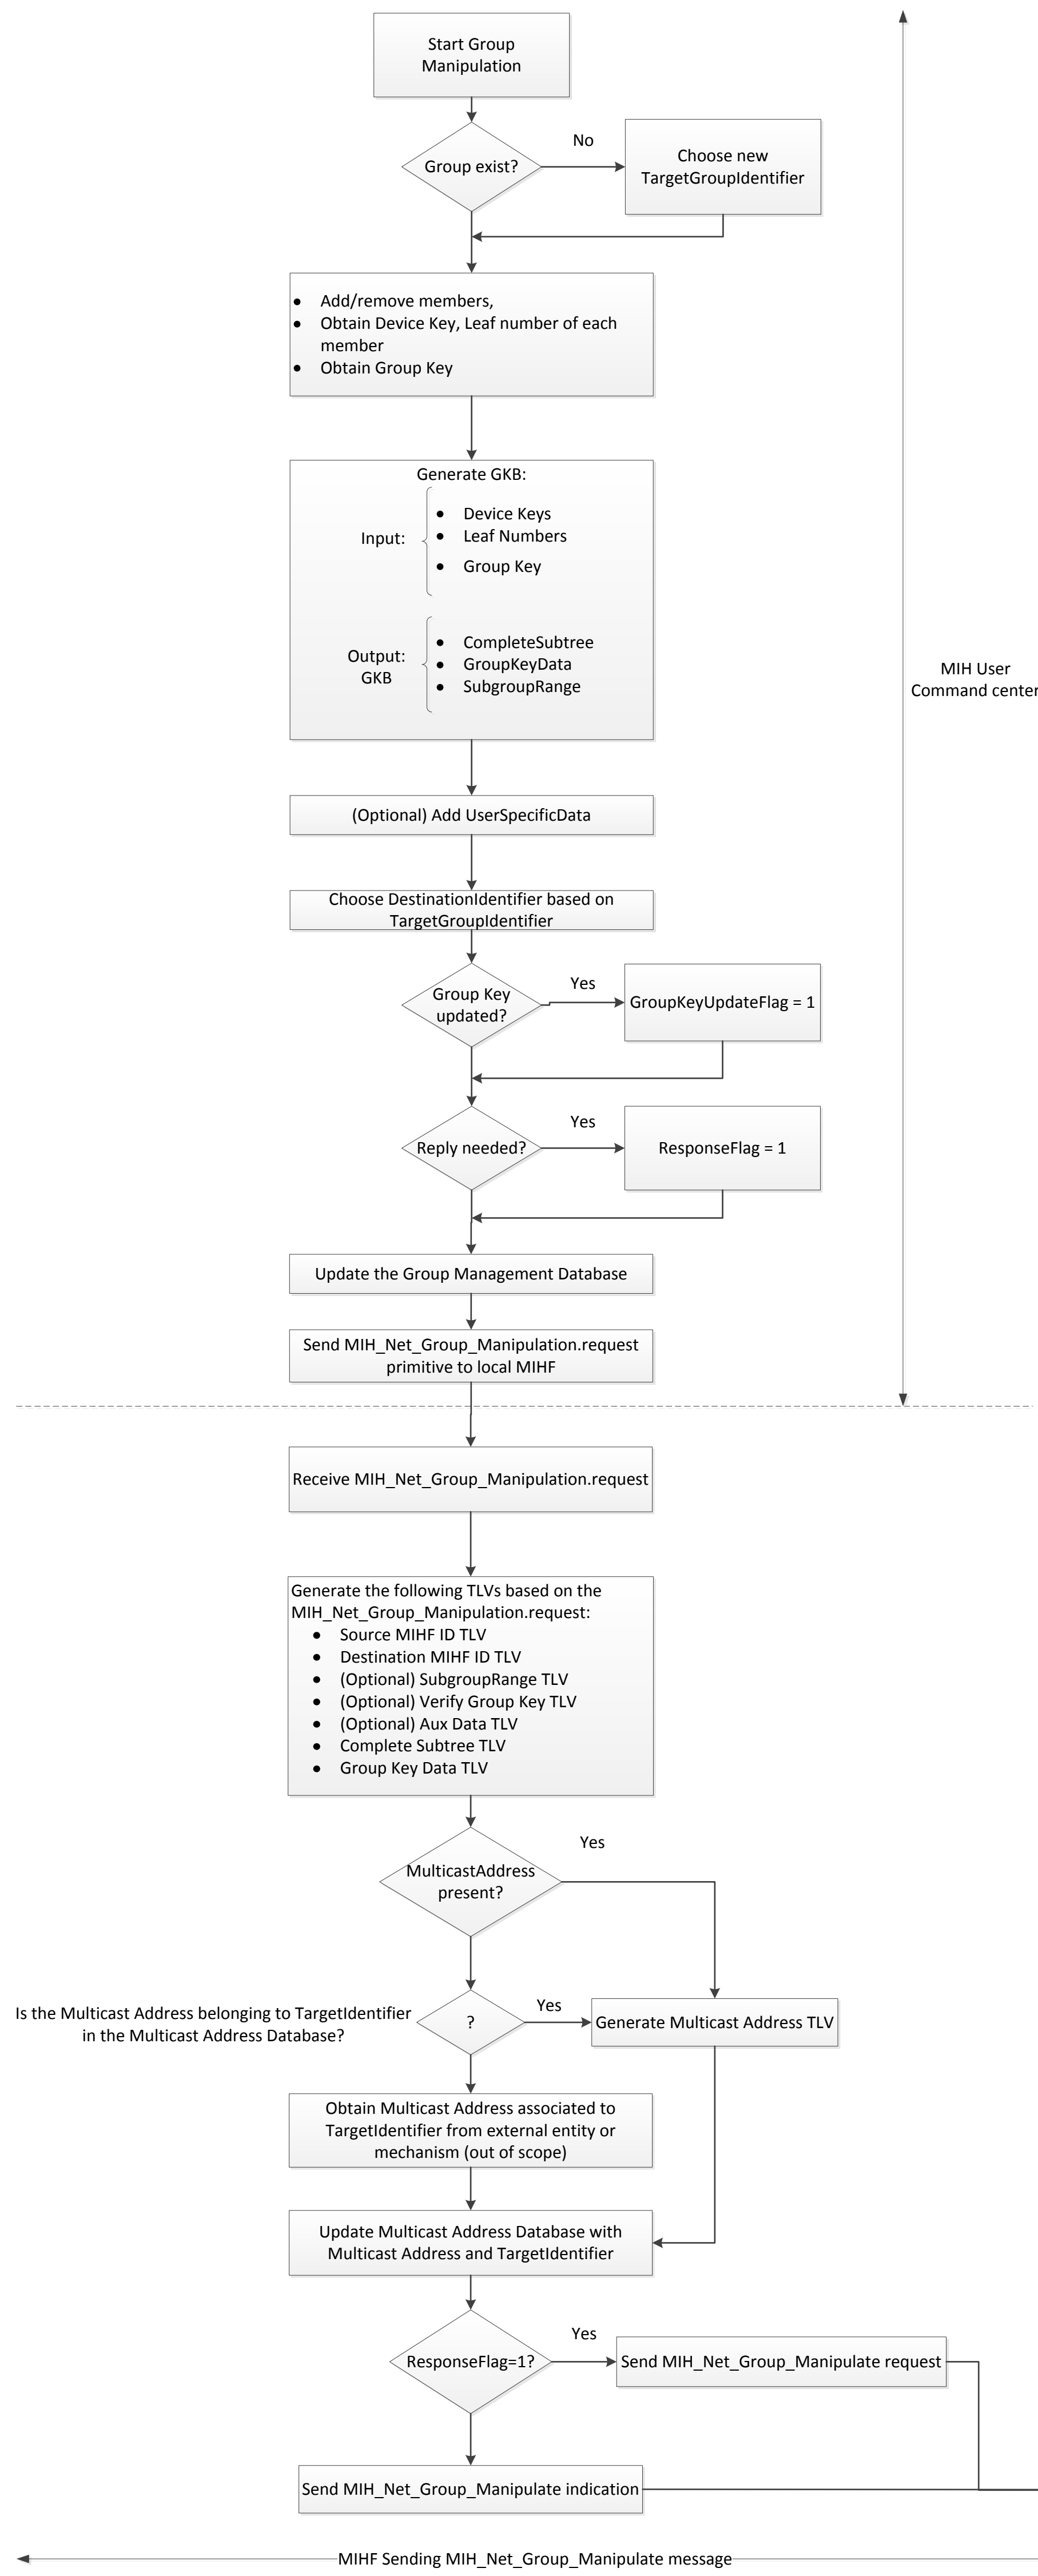 Start Group
Manipulation
No
Group exist?
Choose new
TargetGroupIdentifier
● Add/remove members,
● Obtain Device Key, Leaf number of each
member
● Obtain Group Key
Generate GKB:
Input:
● Device Keys
● Leaf Numbers
● Group Key
Output:
GKB
● CompleteSubtree
● GroupKeyData
● SubgroupRange
MIH User
Command center
(Optional) Add UserSpecificData
Choose DestinationIdentifier based on
TargetGroupIdentifier
Group Key
updated?
Yes
GroupKeyUpdateFlag = 1
Reply needed?
Yes
ResponseFlag = 1
Update the Group Management Database
Send MIH_Net_Group_Manipulation.request
primitive to local MIHF
Receive MIH_Net_Group_Manipulation.request
Generate the following TLVs based on the
MIH_Net_Group_Manipulation.request:
● Source MIHF ID TLV
● Destination MIHF ID TLV
● (Optional) SubgroupRange TLV
● (Optional) Verify Group Key TLV
● (Optional) Aux Data TLV
● Complete Subtree TLV
● Group Key Data TLV
Yes
MulticastAddress
present?
Is the Multicast Address belonging to TargetIdentifier
in the Multicast Address Database?
?
Yes
Generate Multicast Address TLV
Obtain Multicast Address associated to
TargetIdentifier from external entity or
mechanism (out of scope)
Update Multicast Address Database with
Multicast Address and TargetIdentifier
ResponseFlag=1?
Yes
Send MIH_Net_Group_Manipulate request
Send MIH_Net_Group_Manipulate indication
MIHF Sending MIH_Net_Group_Manipulate message